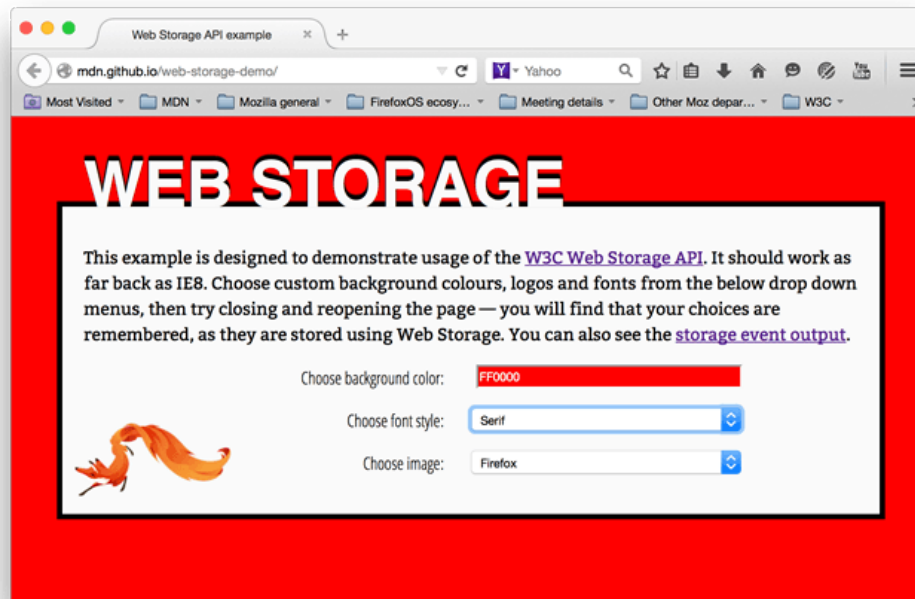 Web Storage API example
mdn.github.io/web-storage-demo/
Yahoo
You
Most Visited
MDN
Mozilla general
FirefoxOS ecosy...
Meeting details
Other Moz depar...
W3C
WEB STORAGE
This example is designed to demonstrate usage of the W3C Web Storage API. It should work as
far back as IE8. Choose custom background colours, logos and fonts from the below drop down
menus, then try closing and reopening the page — you will find that your choices are
remembered, as they are stored using Web Storage. You can also see the storage event output.
Choose background color: FF0000
Choose font style: Serif
Choose image: Firefox